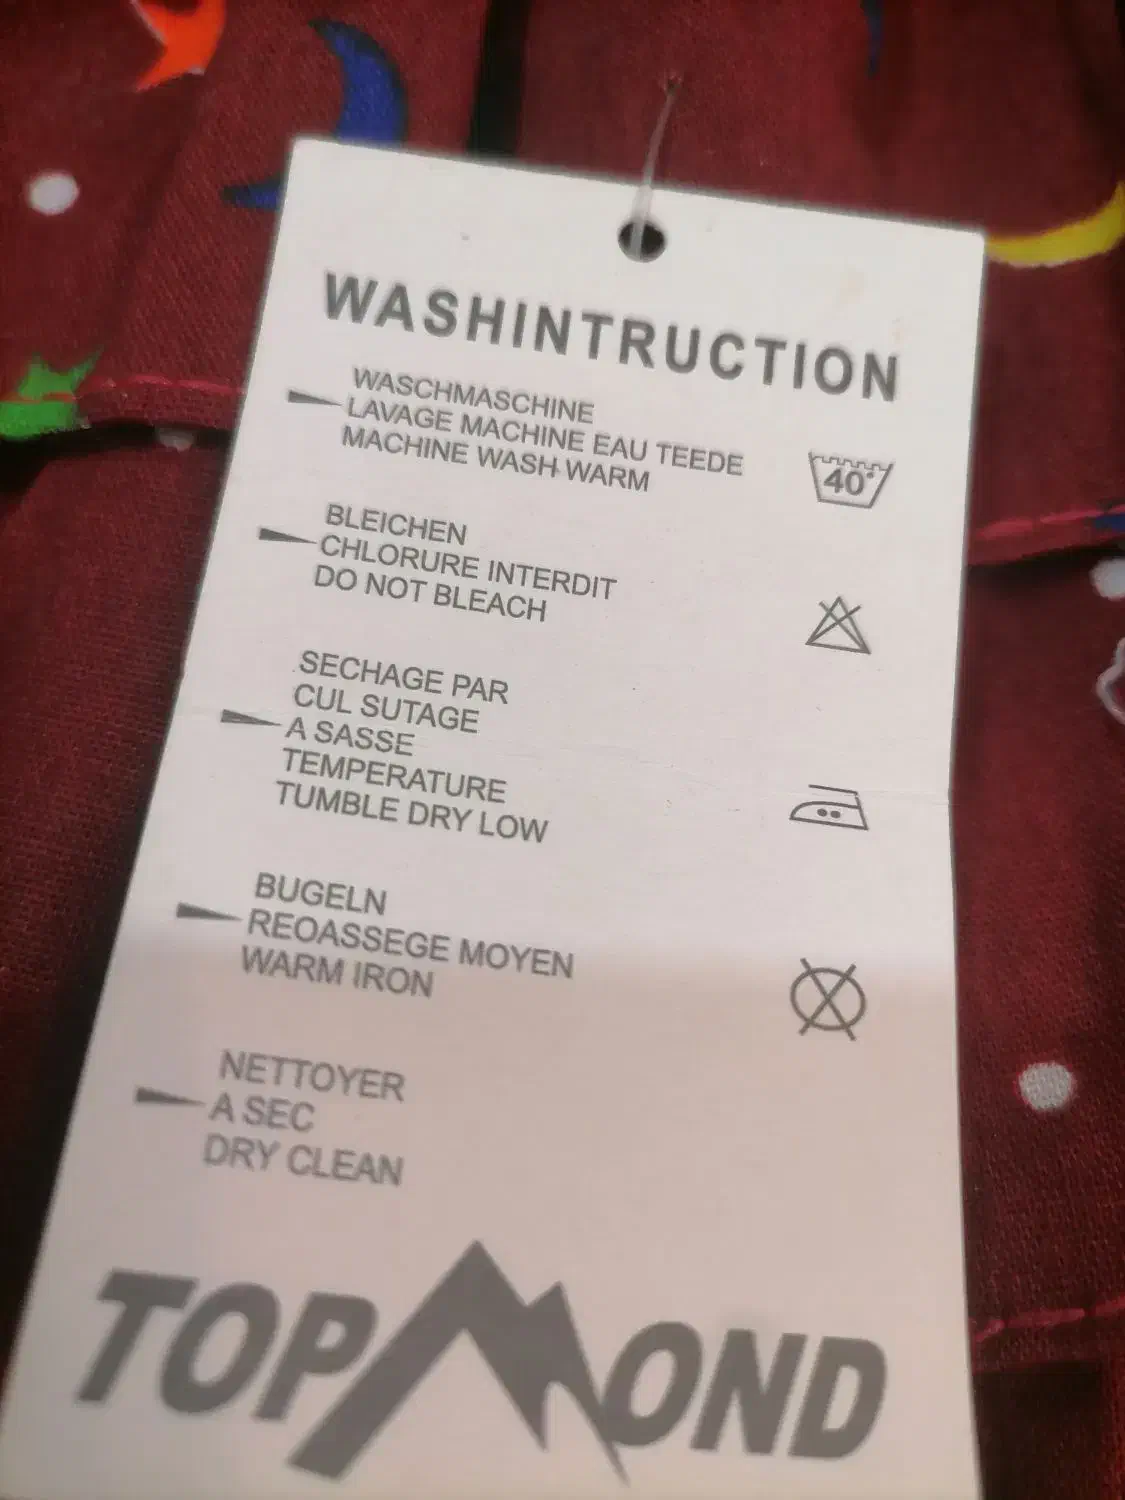 WASHINTRUCTION
WASCHMASCHINE
LAVAGE MACHINE EAU TEEDE
MACHINE WASH WARM
40°
BLEICHEN
CHLORURE INTERDIT
DO NOT BLEACH
SECHAGE PAR
CUL SUTAGE
A SASSE
TEMPERATURE
TUMBLE DRY LOW
BUGELN
REOASSEGE MOYEN
WARM IRON
NETTOYER
A SEC
DRY CLEAN
TOPMOND